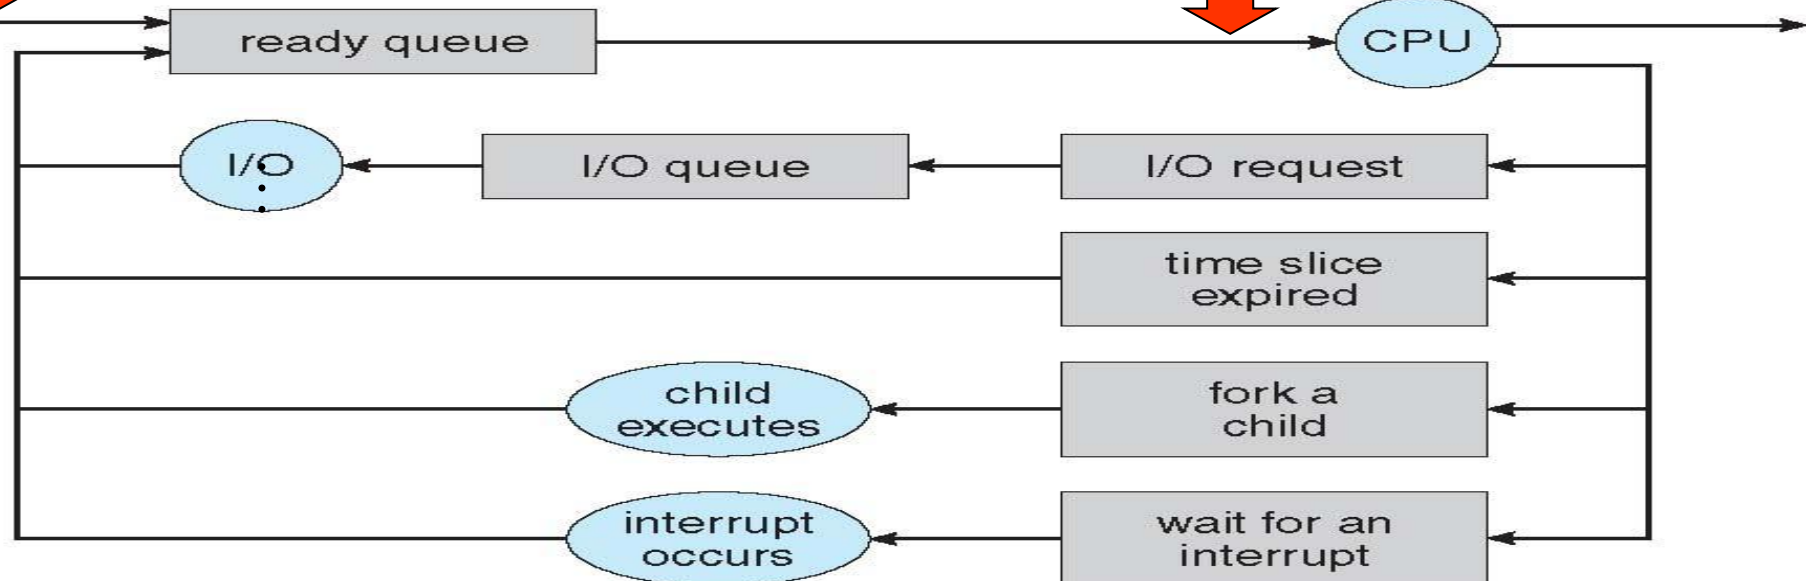 ready queue
CPU
I/O
I/O queue
I/O request
time slice
expired
child
executes
fork a
child
interrupt
occurs
wait for an
interrupt